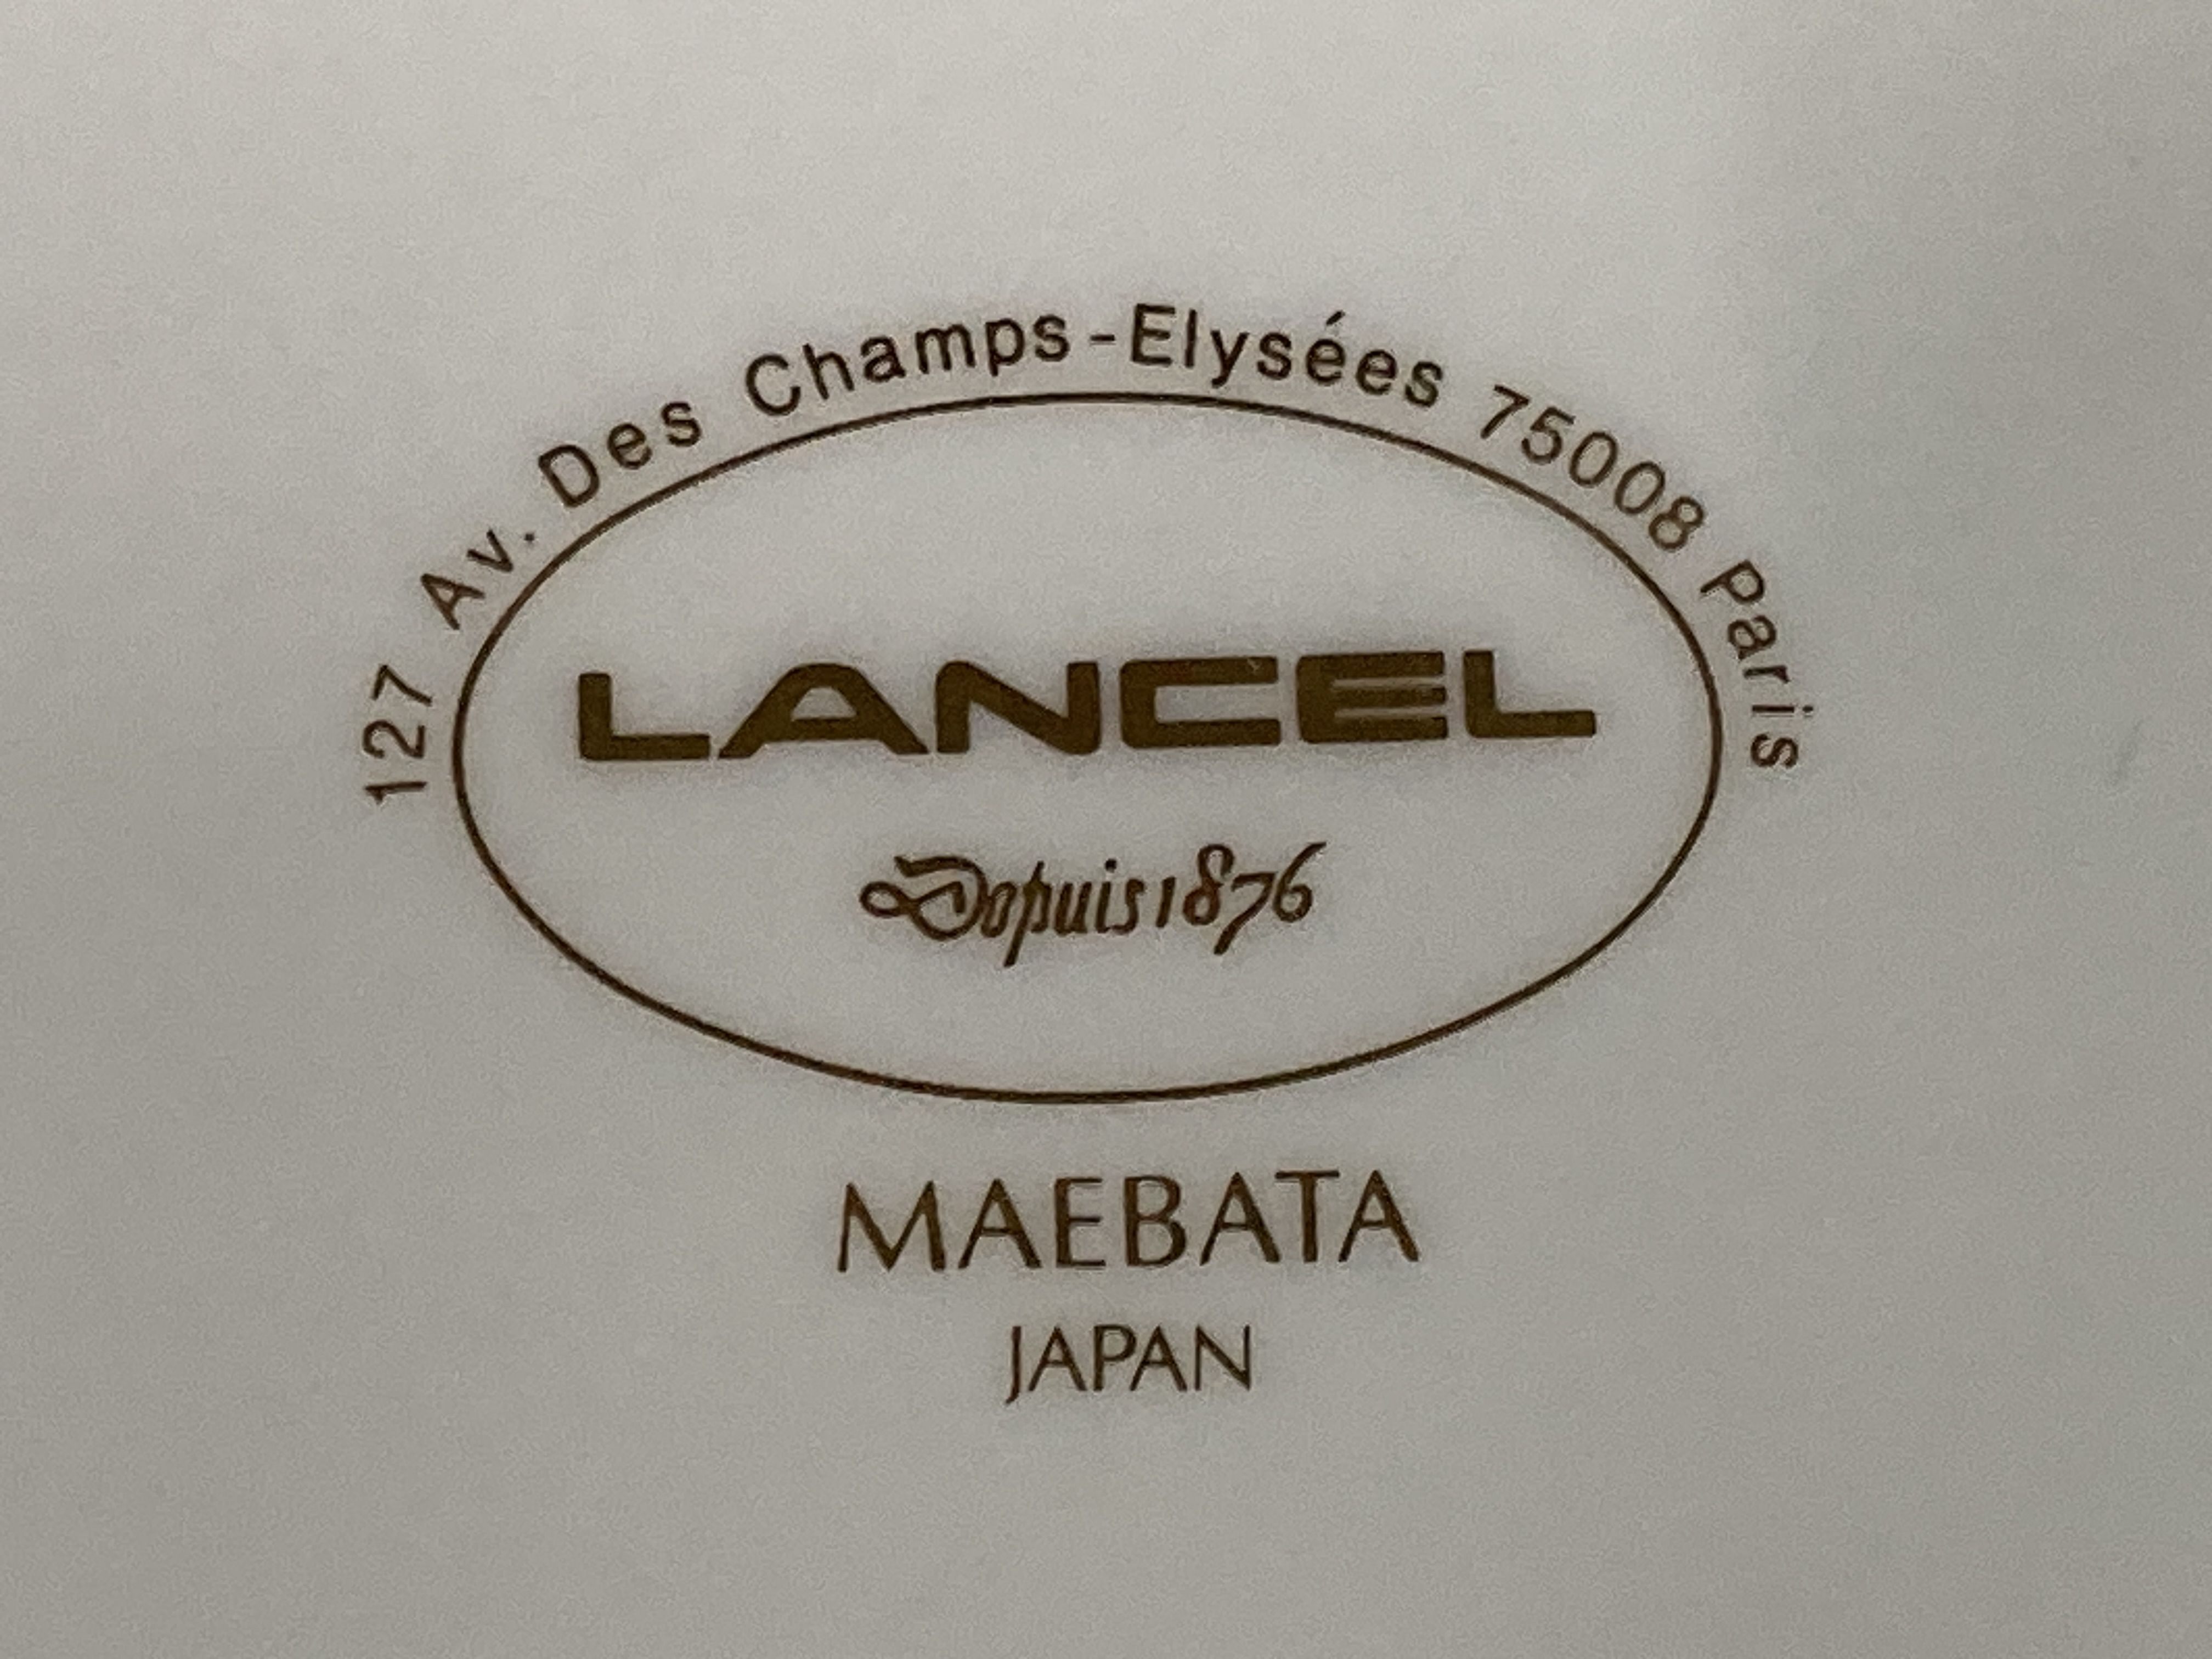 127 Av. Des Champs-Elysées 75008 Paris
LANCEL
Depuis 1876
MAEBATA
JAPAN